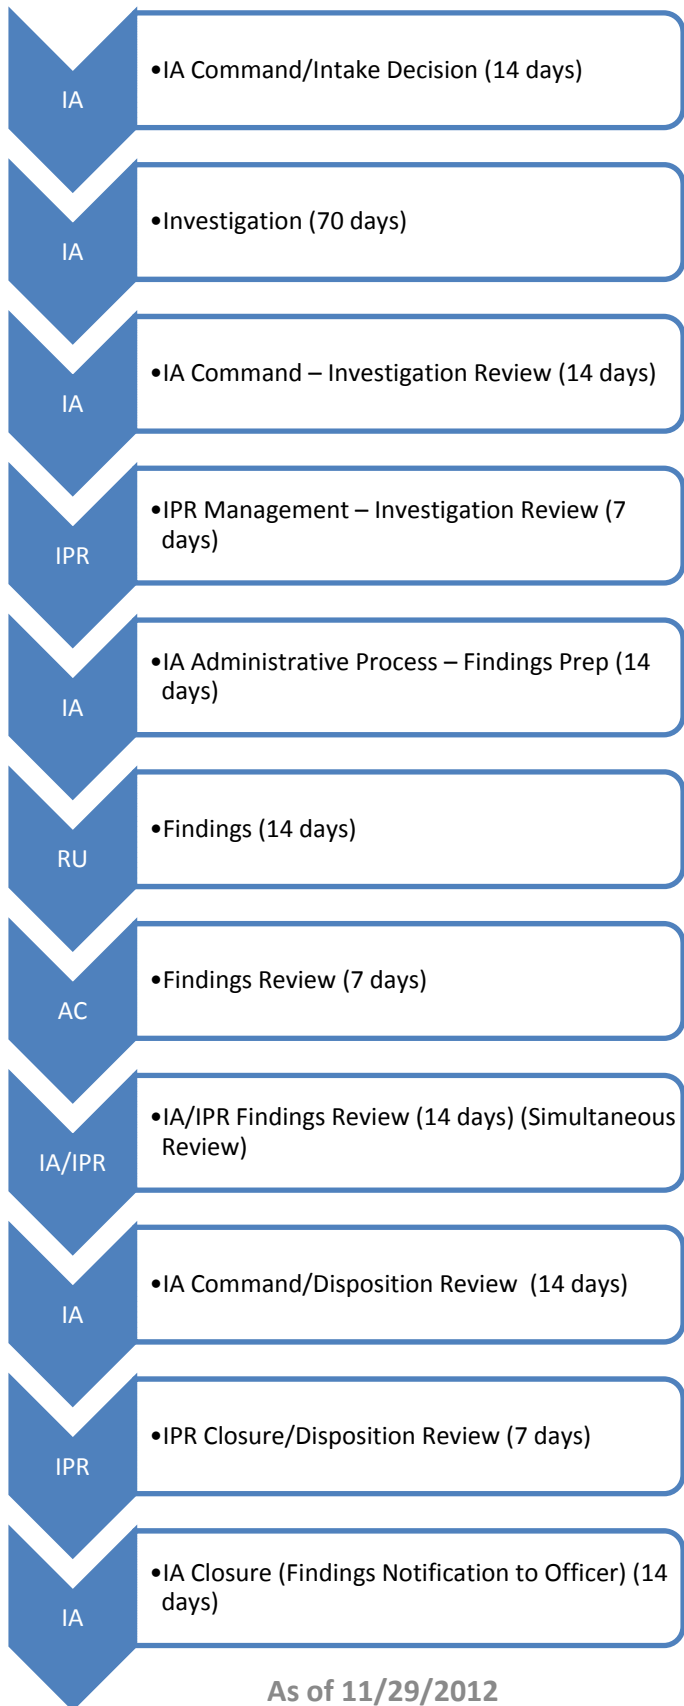 IA
•IA Command/Intake Decision (14 days)
IA
•Investigation (70 days)
IA
•IA Command – Investigation Review (14 days)
IPR
•IPR Management – Investigation Review (7
days)
IA
•IA Administrative Process – Findings Prep (14
days)
RU
•Findings (14 days)
AC
•Findings Review (7 days)
IA/IPR
•IA/IPR Findings Review (14 days) (Simultaneous
Review)
IA
•IA Command/Disposition Review  (14 days)
IPR
•IPR Closure/Disposition Review (7 days)
IA
•IA Closure (Findings Notification to Officer) (14
days)
As of 11/29/2012